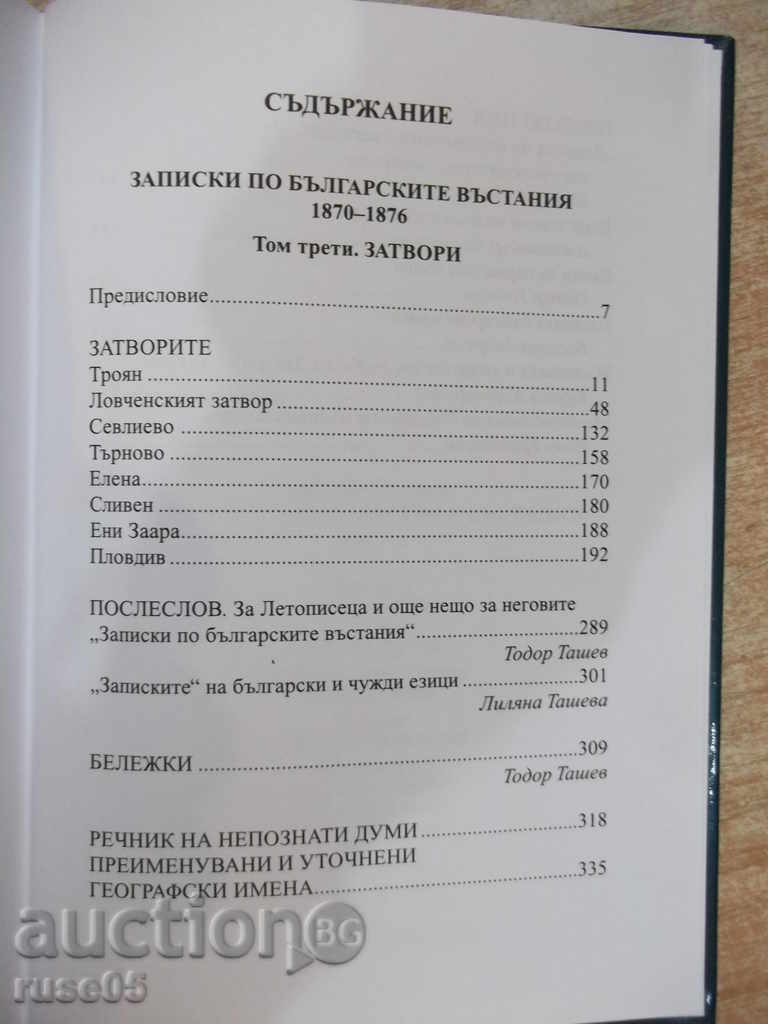 СЪДЪРЖАНИЕ
ЗАПИСКИ ПО БЪЛГАРСКИТЕ ВЪСТАНИЯ
1870–1876
Том трети. ЗАТВОРИ
Предисловие....................................................................7
ЗАТВОРИТЕ
Троян ..............................................................................11
Ловченският затвор .......................................................48
Севлиево .......................................................................132
Търново ........................................................................158
Елена.............................................................................170
Сливен ..........................................................................180
Ени Заара......................................................................188
Пловдив ........................................................................192
ПОСЛЕСЛОВ. За Летописеца и още нещо за неговите
„Записки по българските въстания“............................289
Тодор Ташев
„Записките“ на български и чужди езици ....................301
Лиляна Ташева
БЕЛЕЖКИ .....................................................................309
Тодор Ташев
РЕЧНИК НА НЕПОЗНАТИ ДУМИ ..........................318
ПРЕИМЕНУВАНИ И УТОЧНЕНИ
ГЕОГРАФСКИ ИМЕНА..............................................335
auction BG
ruse05